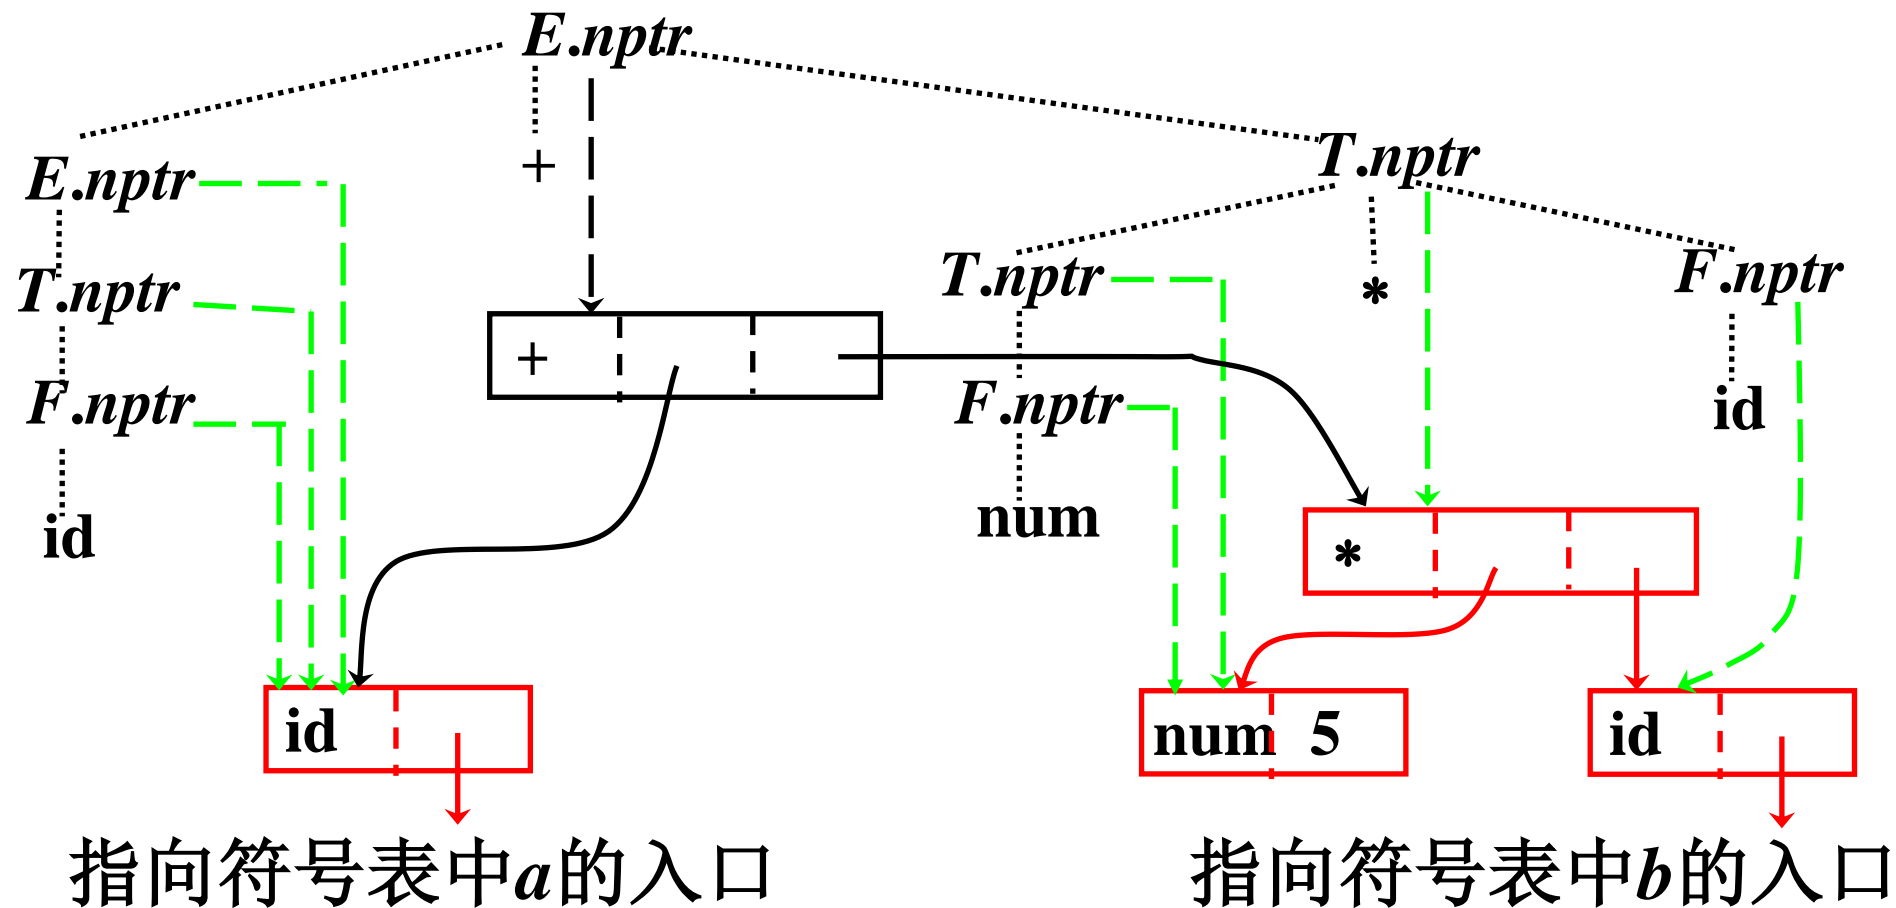 E.nptr
+
E.nptr
T.nptr
T.nptr
*
F.nptr
T.nptr
+
F.nptr
F.nptr
id
id
num
*
id
num 5
id
指向符号表中a的入口
指向符号表中b的入口